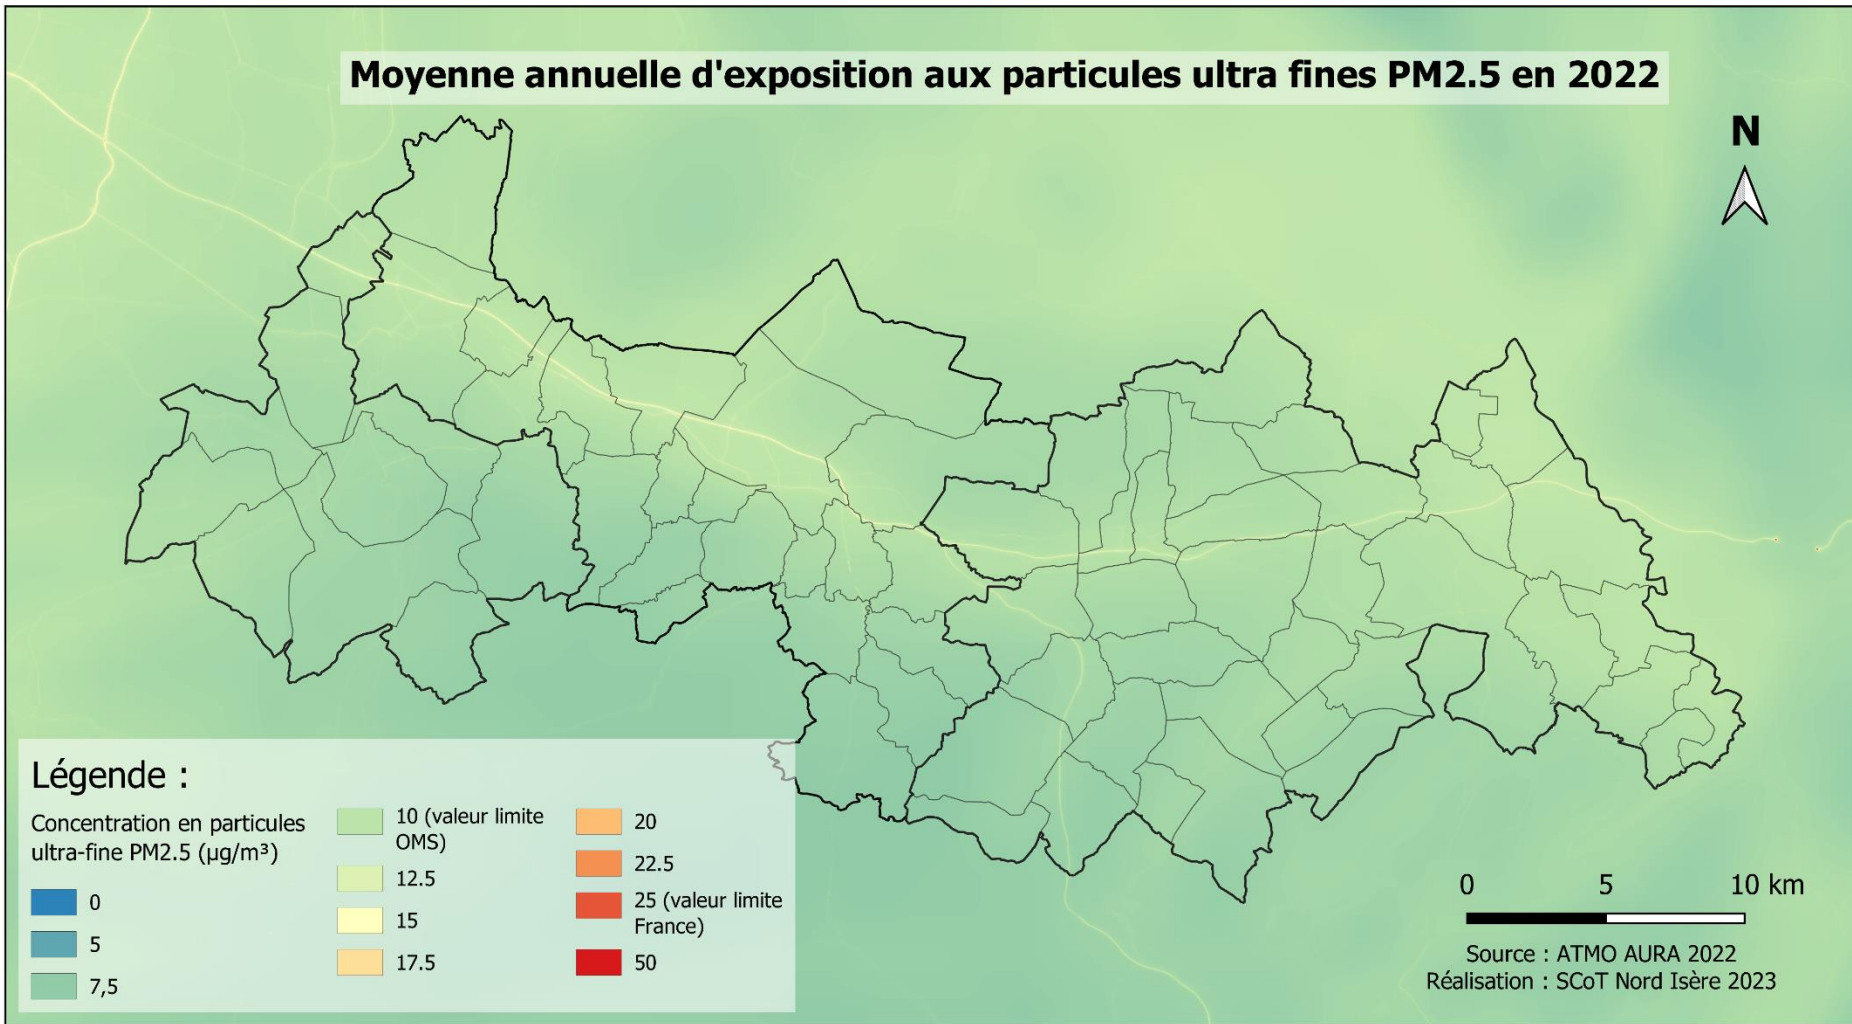 Moyenne annuelle d'exposition aux particules ultra fines PM2.5 en 2022
N
Légende :
Concentration en particules
ultra-fine PM2.5 (µg/m³)
0
5
7,5
10 (valeur limite
OMS)
12.5
15
17.5
20
22.5
25 (valeur limite
France)
50
0 5 10 km
Source : ATMO AURA 2022
Réalisation : SCoT Nord Isère 2023